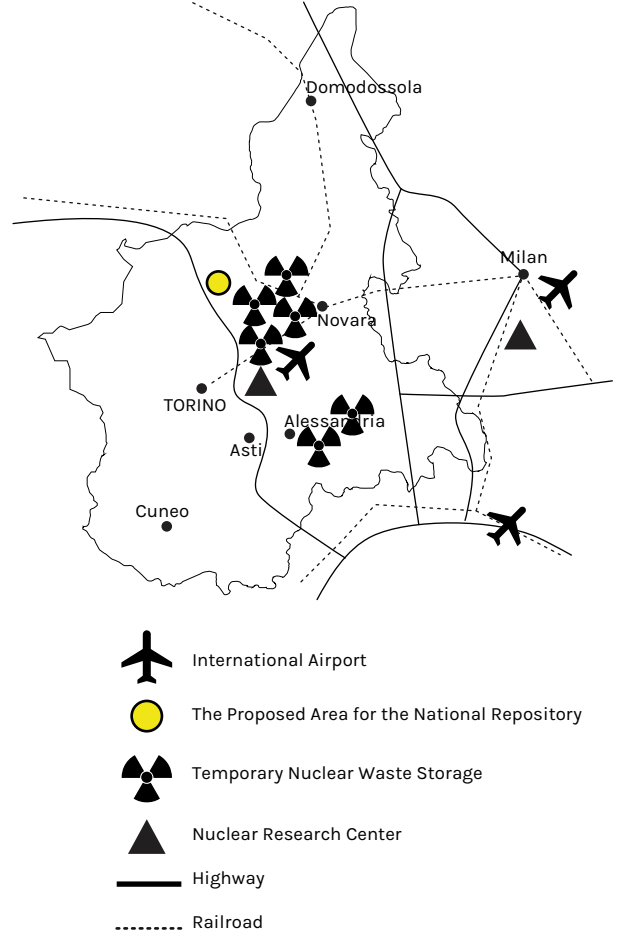 Domodossola
Milan
Novara
TORINO
Alessandria
Asti
Cuneo
International Airport
The Proposed Area for the National Repository
Temporary Nuclear Waste Storage
Nuclear Research Center
Highway
Railroad